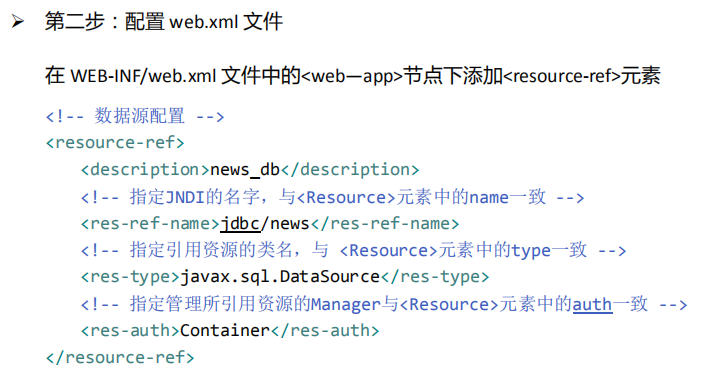 ➢ 第二步：配置 web.xml 文件
在 WEB-INF/web.xml 文件中的<web—app>节点下添加<resource-ref>元素
<!-- 数据源配置 -->
<resource-ref>
<description>news_db</description>
<!-- 指定JNDI的名字，与<Resource>元素中的name一致 -->
<res-ref-name>jdbc/news</res-ref-name>
<!-- 指定引用资源的类名，与 <Resource>元素中的type一致 -->
<res-type>javax.sql.DataSource</res-type>
<!-- 指定管理所引用资源的Manager与<Resource>元素中的auth一致 -->
<res-auth>Container</res-auth>
</resource-ref>